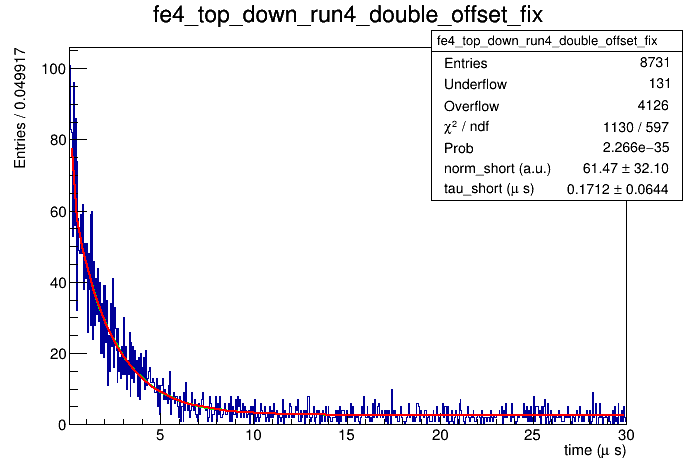 fe4_top_down_run4_double_offset_fix
fe4_top_down_run4_double_offset_fix
Entries 8731
Underflow 131
Overflow 4126
χ² / ndf 1130 / 597
Prob 2.266e−35
norm_short (a.u.) 61.47 ± 32.10
tau_short (μ s) 0.1712 ± 0.0644
Entries / 0.049917
100
80
60
40
20
0
5 10 15 20 25 30
time (μ s)